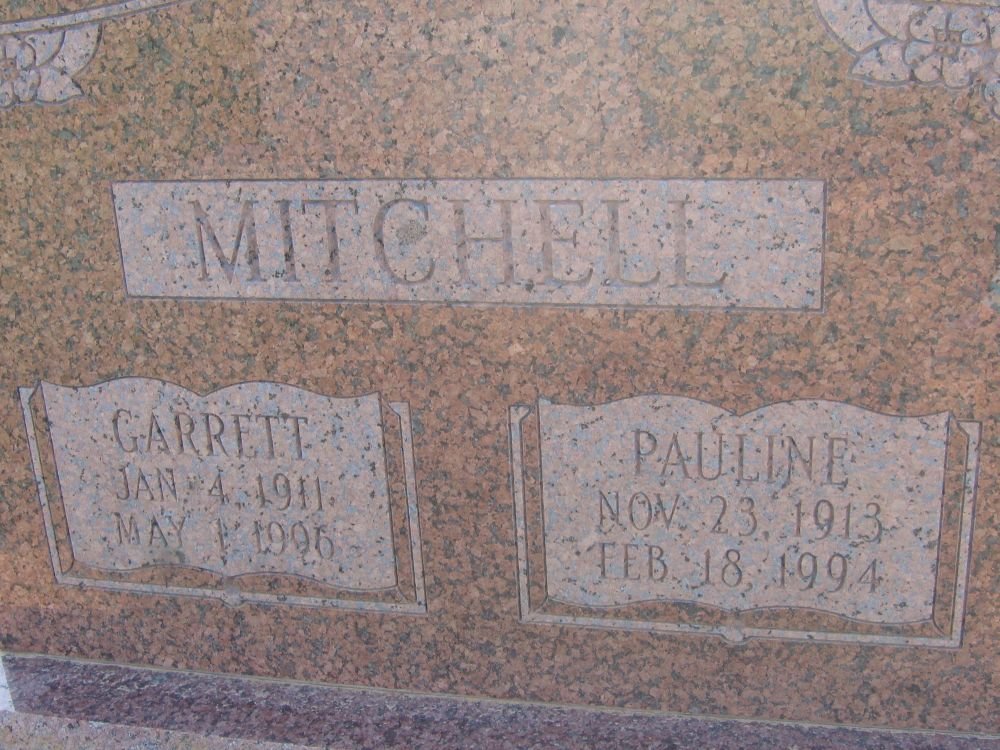 MITCHELL
GARRETT
JAN 4, 1911
MAY 1, 1996
PAULINE
NOV. 23, 1913
FEB 18, 1994